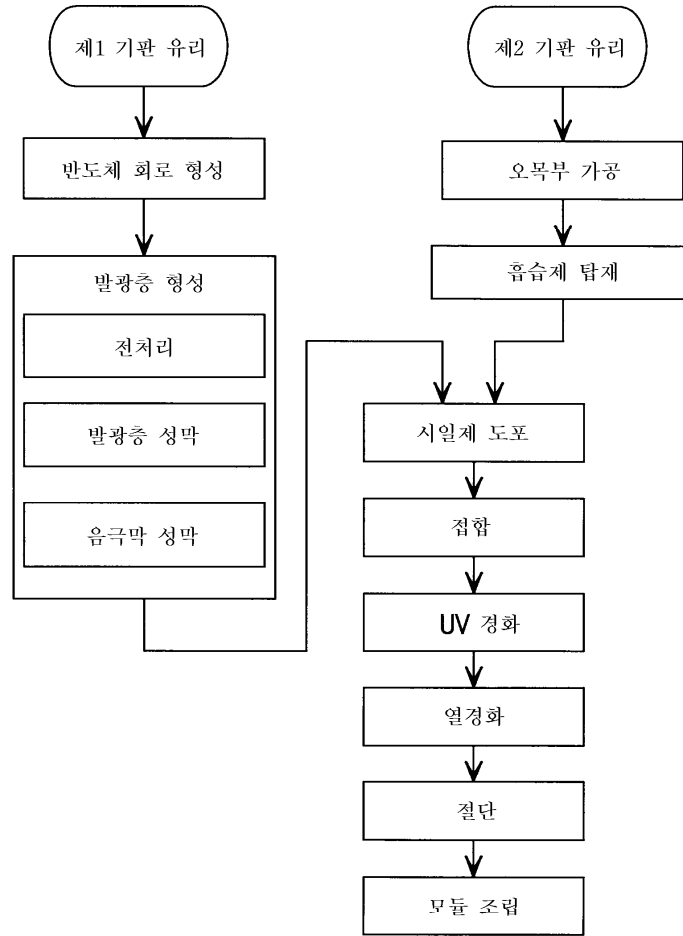 제1 기판 유리
반도체 회로 형성
발광층 형성
전처리
발광층 성막
음극막 성막
제2 기판 유리
오목부 가공
흡습제 탑재
시일제 도포
접합
UV 경화
열경화
절단
모듈 조립